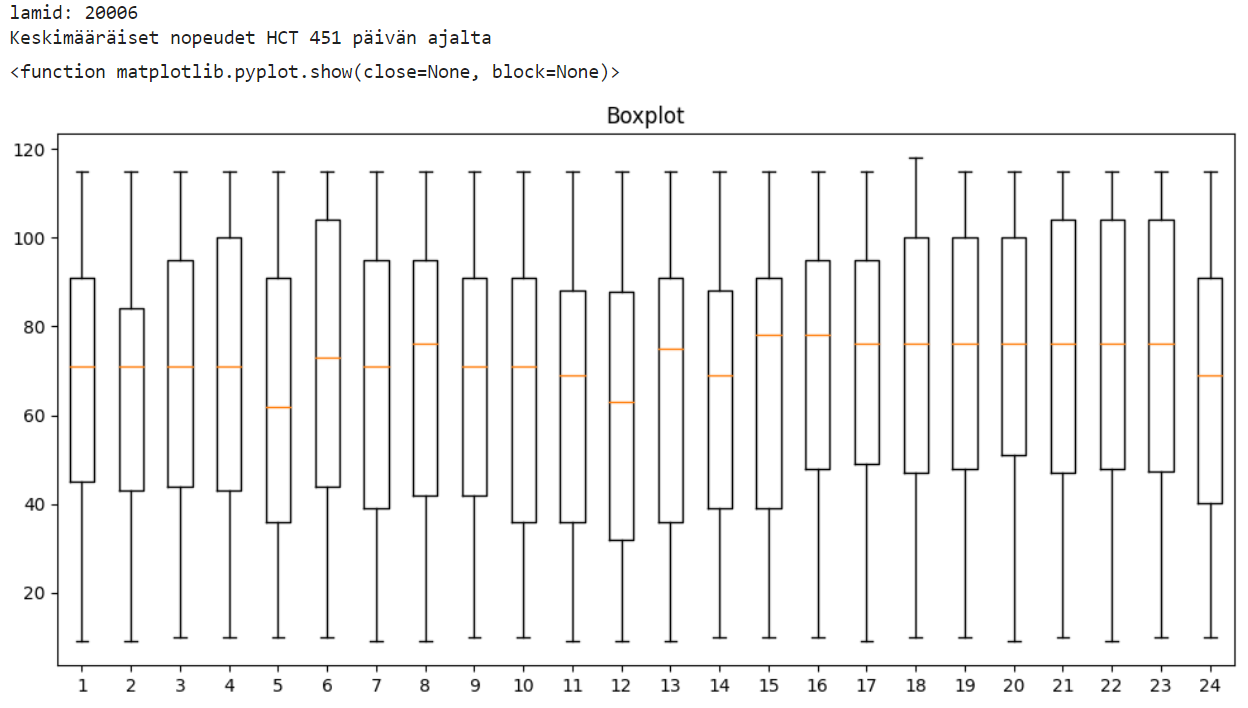 lamid: 20006
Keskimääräiset nopeudet HCT 451 päivän ajalta
<function matplotlib.pyplot.show(close=None, block=None)>
Boxplot
120
100
80
60
40
20
1 2 3 4 5 6 7 8 9 10 11 12 13 14 15 16 17 18 19 20 21 22 23 24